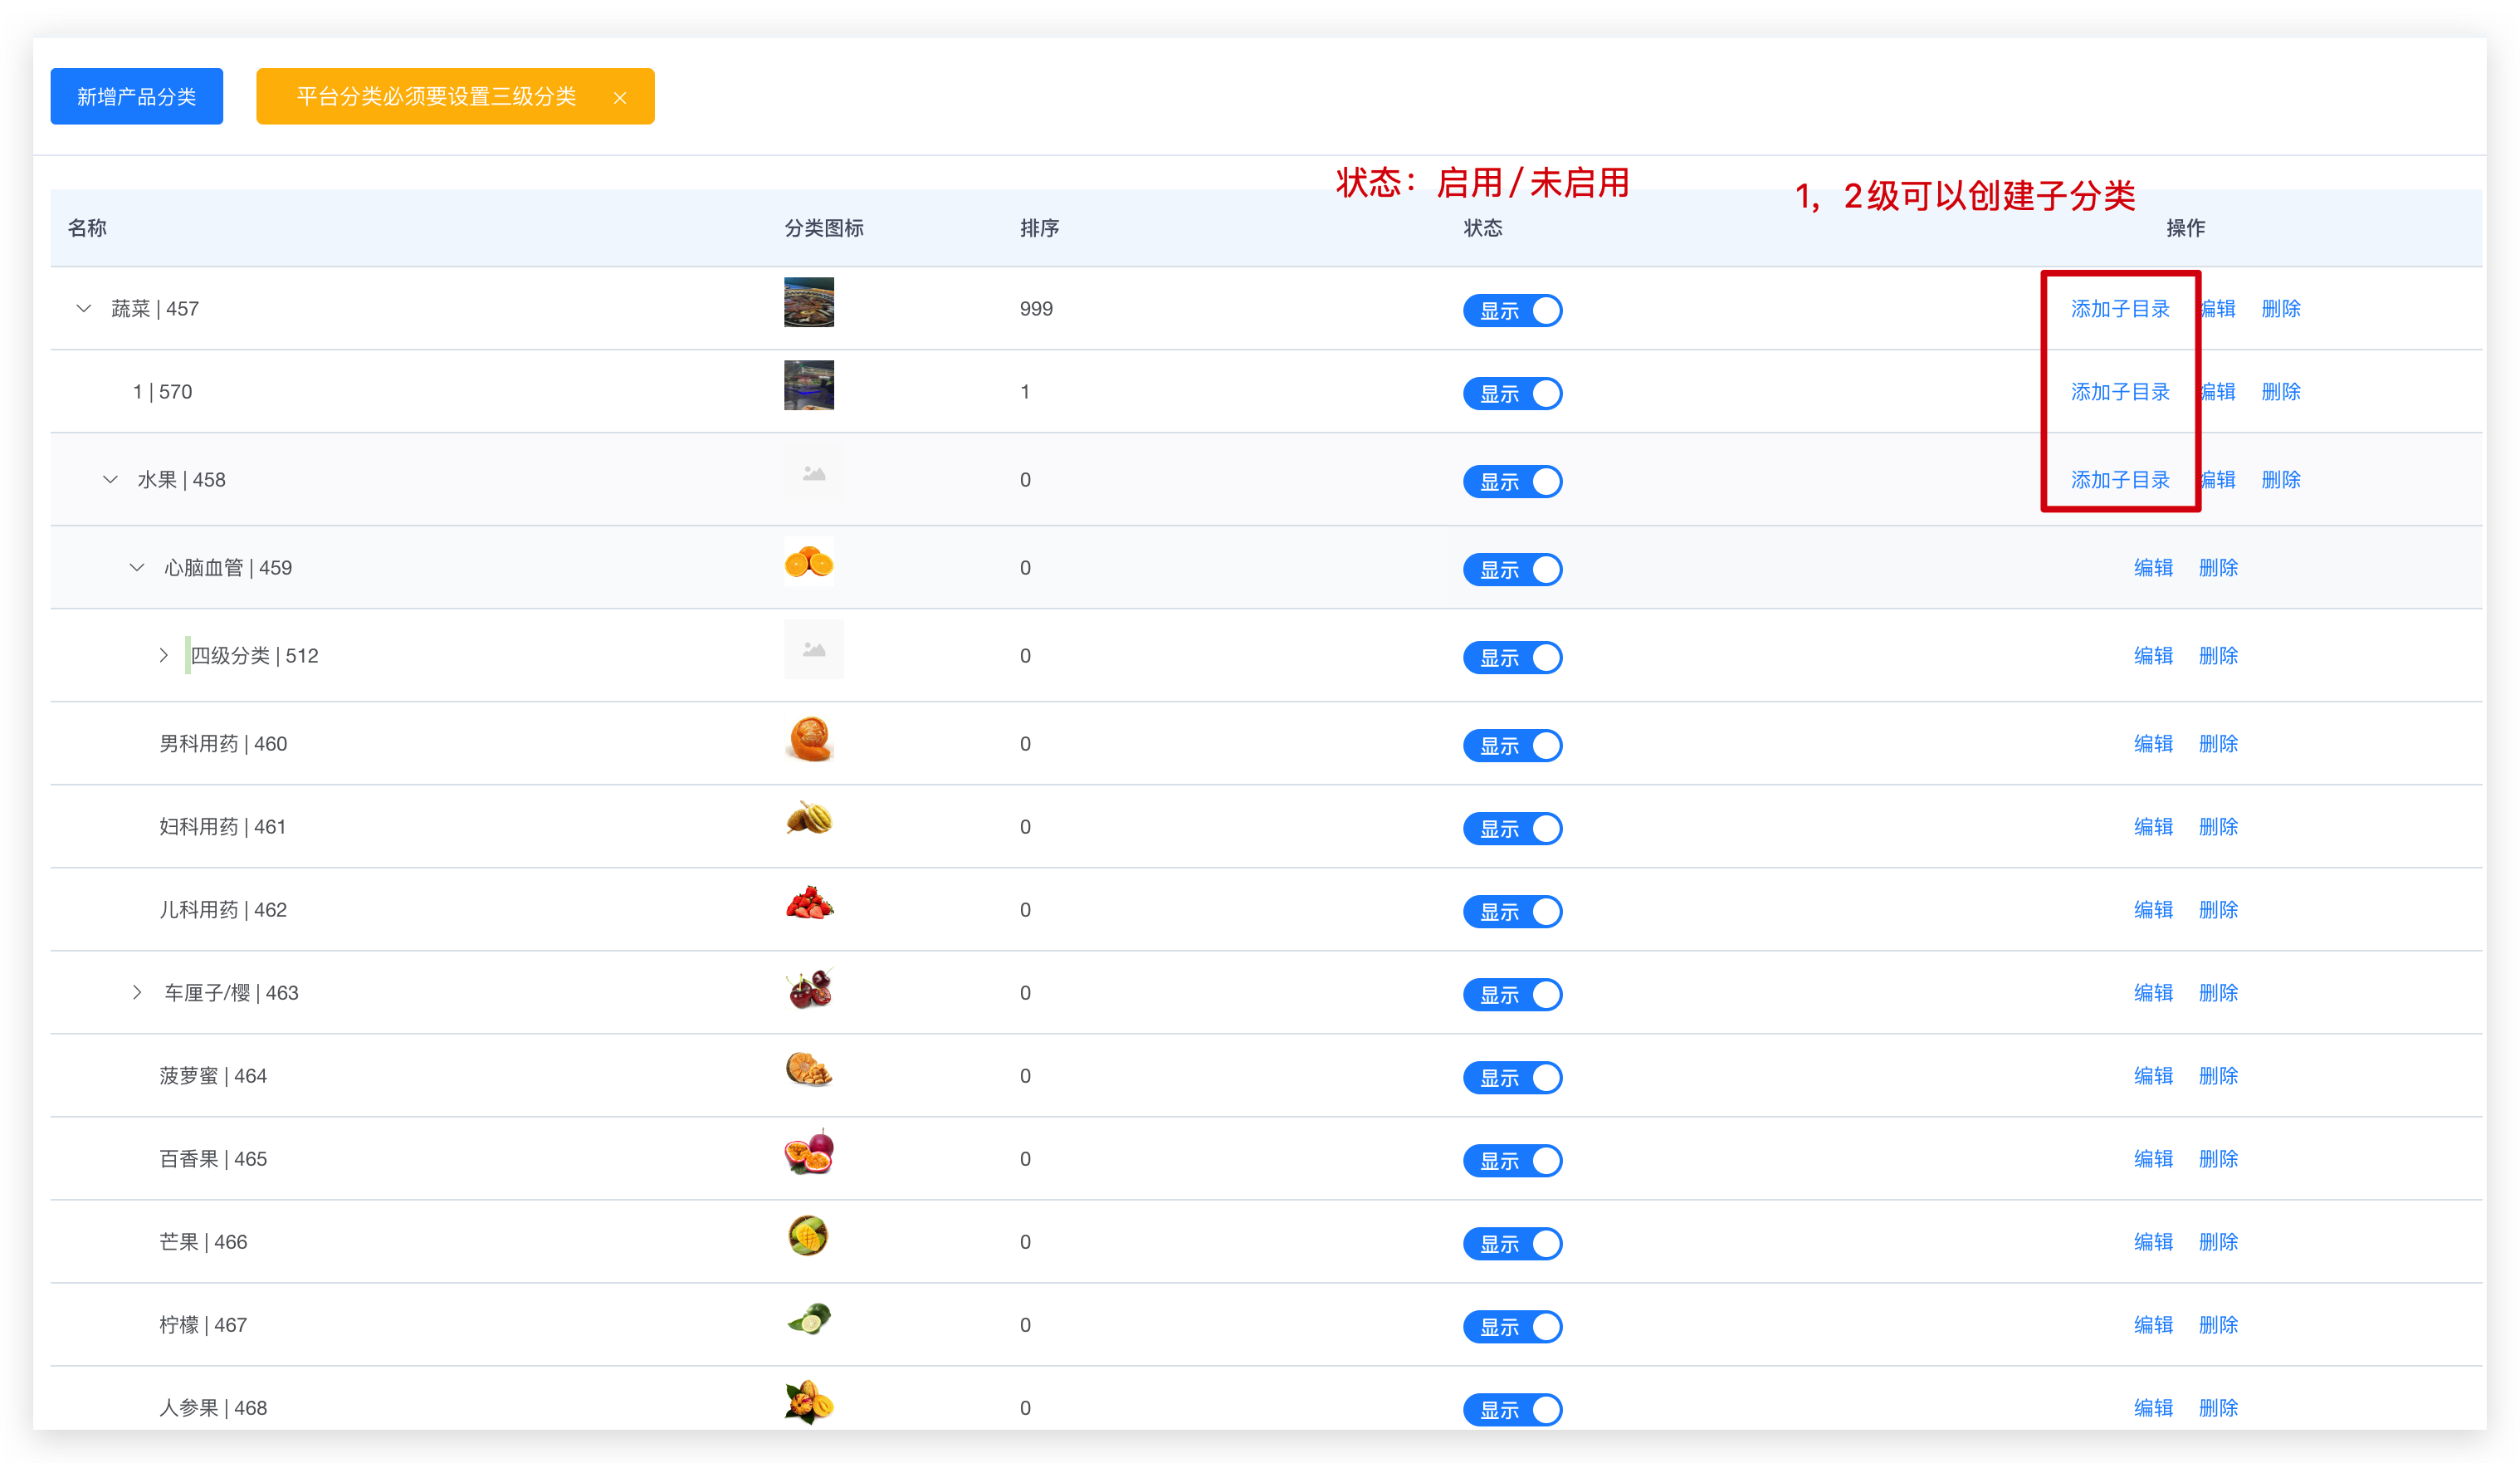 新增产品分类 平台分类必须要设置三级分类 ×
状态：启用/未启用
1，2级可以创建子分类
名称 分类图标 排序 状态 操作
蔬菜 | 457 999 显示 添加子目录 编辑 删除
1 | 570 1 显示 添加子目录 编辑 删除
水果 | 458 0 显示 添加子目录 编辑 删除
心脑血管 | 459 0 显示 编辑 删除
四级分类 | 512 0 显示 编辑 删除
男科用药 | 460 0 显示 编辑 删除
妇科用药 | 461 0 显示 编辑 删除
儿科用药 | 462 0 显示 编辑 删除
车厘子/樱 | 463 0 显示 编辑 删除
菠萝蜜 | 464 0 显示 编辑 删除
百香果 | 465 0 显示 编辑 删除
芒果 | 466 0 显示 编辑 删除
柠檬 | 467 0 显示 编辑 删除
人参果 | 468 0 显示 编辑 删除